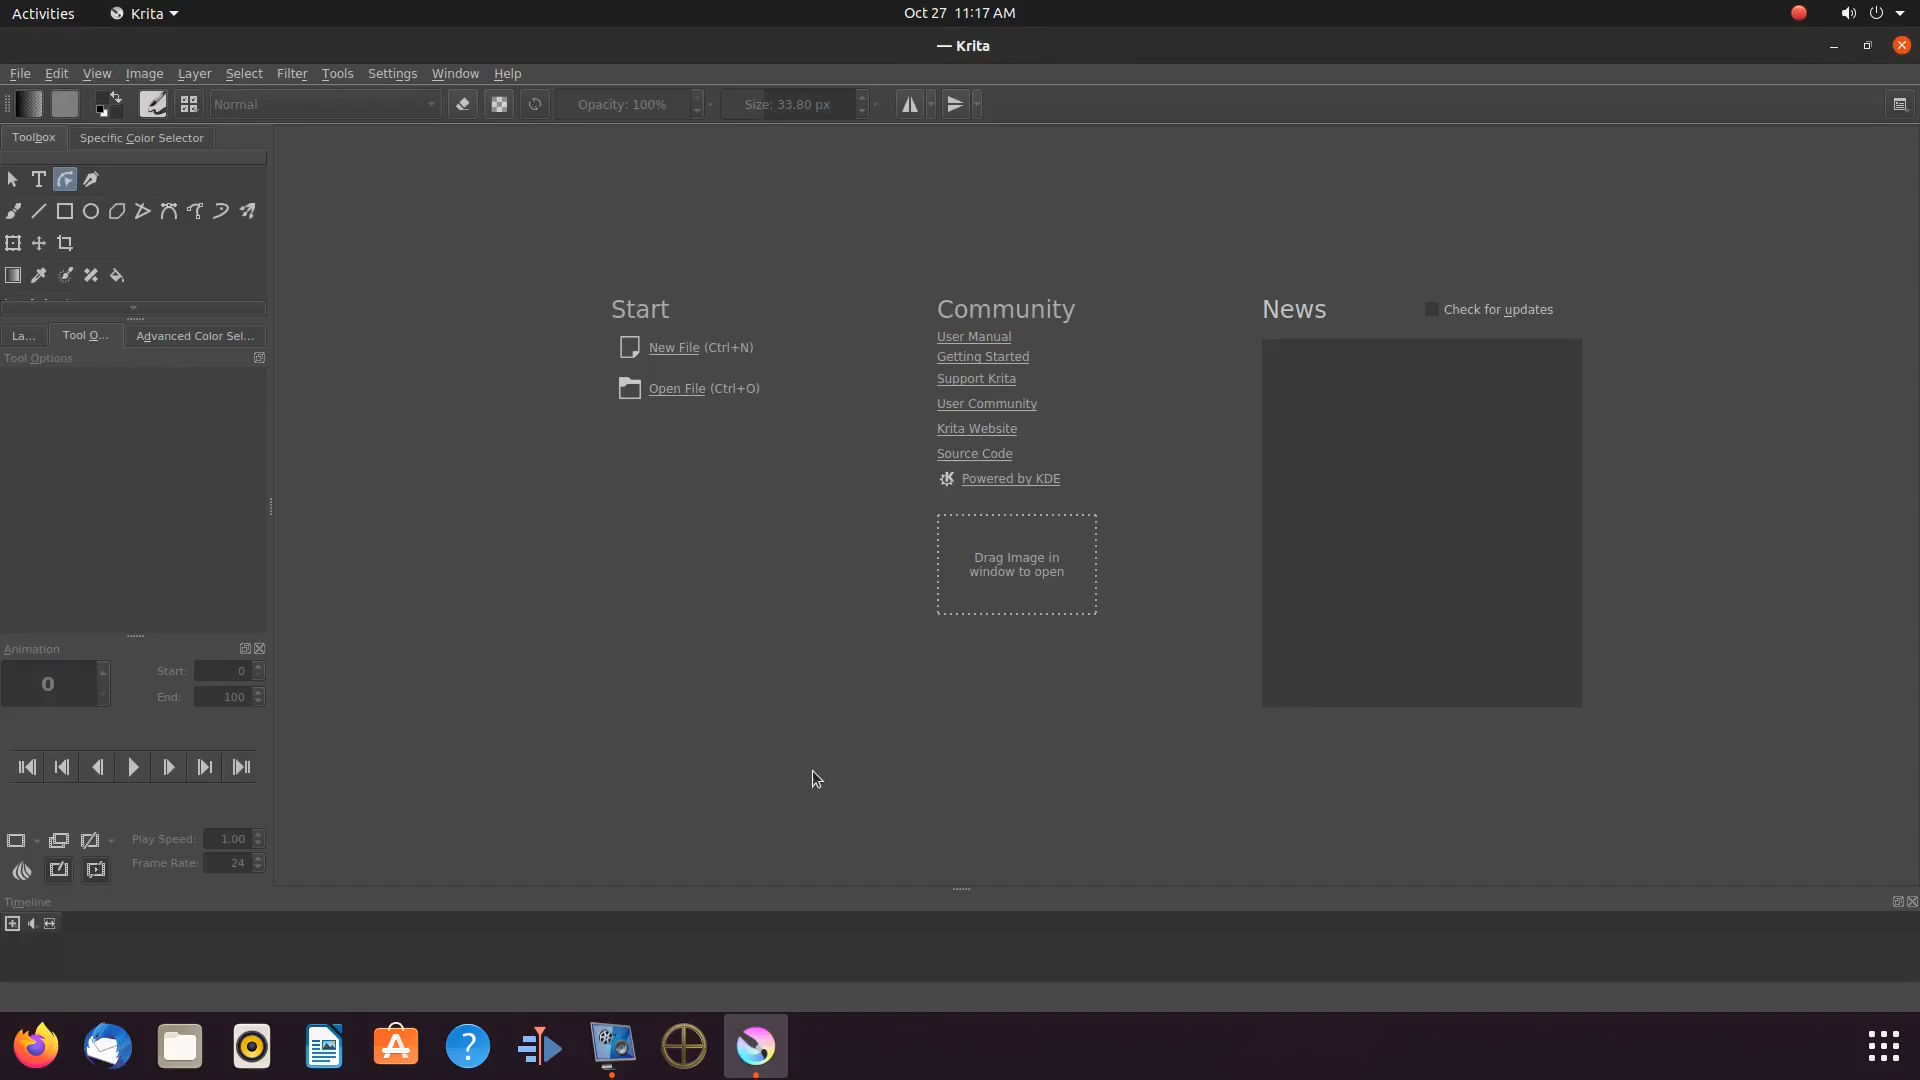 Activities
Krita
Oct 27 11:17 AM
— Krita
File Edit View Image Layer Select Filter Tools Settings Window Help
Normal
Opacity: 100%
Size: 33.80 px
Toolbox
Specific Color Selector
La...
Tool O...
Advanced Color Sel...
Tool Options
Start
New File (Ctrl+N)
Open File (Ctrl+O)
Community
User Manual
Getting Started
Support Krita
User Community
Krita Website
Source Code
Powered by KDE
Drag Image in
window to open
News
Check for updates
Animation
0
Start: 0
End: 100
Play Speed: 1.00
Frame Rate: 24
Timeline